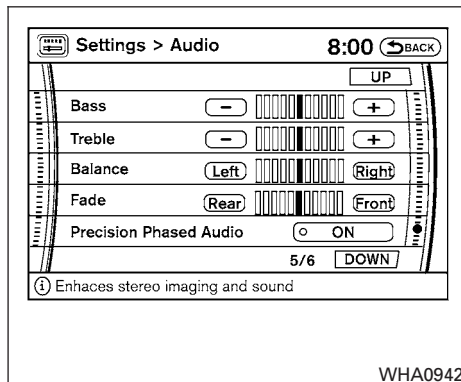 Settings > Audio 8:00 BACK
UP
Bass - +
Treble - +
Balance Left Right
Fade Rear Front
Precision Phased Audio ON
5/6 DOWN
i Enhaces stereo imaging and sound
WHA0942